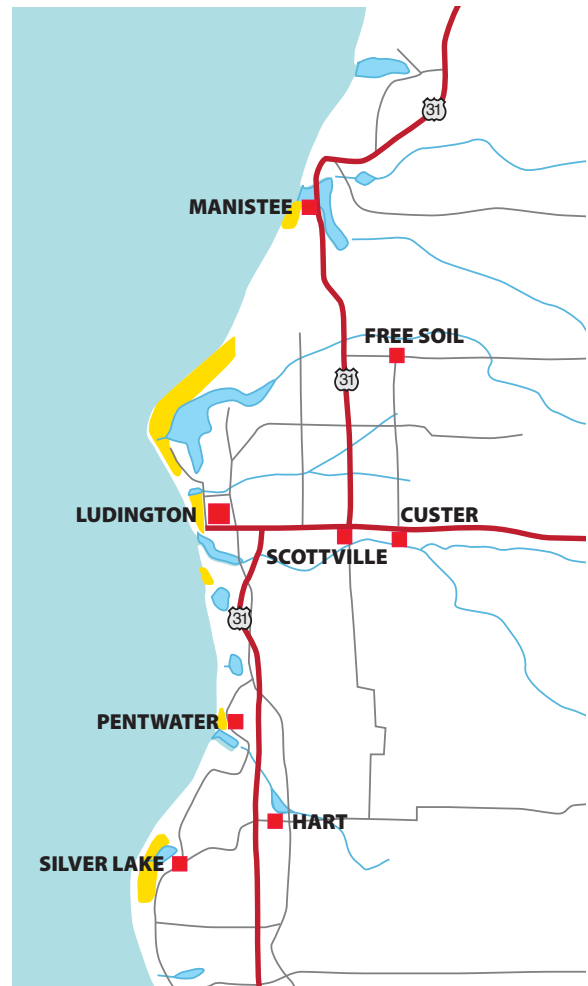 31
MANISTEE
FREE SOIL
31
LUDINGTON
CUSTER
SCOTTVILLE
31
PENTWATER
HART
SILVER LAKE